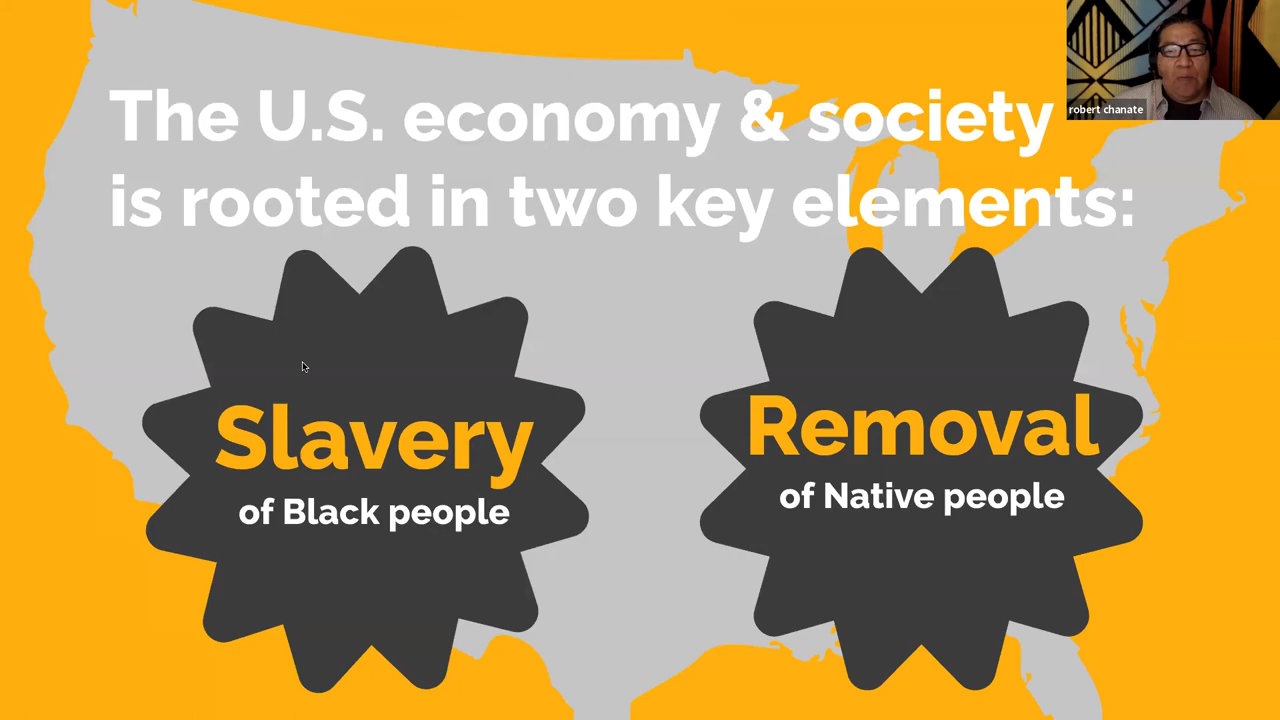 The U.S. economy & society
is rooted in two key elements:
robert chanate
Slavery
of Black people
Removal
of Native people